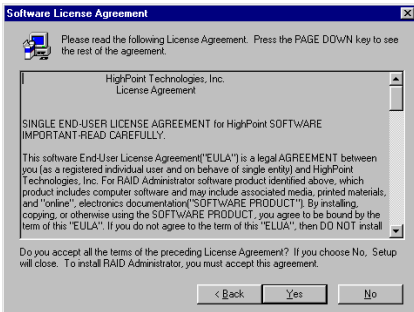 Software License Agreement
Please read the following License Agreement. Press the PAGE DOWN key to see
the rest of the agreement.
HighPoint Technologies, Inc.
License Agreement
SINGLE END-USER LICENSE AGREEMENT for HighPoint SOFTWARE
IMPORTANT-READ CAREFULLY.
This software End-User License Agreement("EULA") is a legal AGREEMENT between
you (as a registered individual user and on behave of single entity) and HighPoint
Technologies, Inc. For RAID Administrator software product identified above, which
product includes computer software and may include associated media, printed materials,
and "online", electronics documentation("SOFTWARE PRODUCT"). By installing,
copying, or otherwise using the SOFTWARE PRODUCT, you agree to be bound by the
term of this "EULA". If you do not agree to the term of this "ELUA", then DO NOT install
Do you accept all the terms of the preceding License Agreement? If you choose No, Setup
will close. To install RAID Administrator, you must accept this agreement.
< Back Yes No